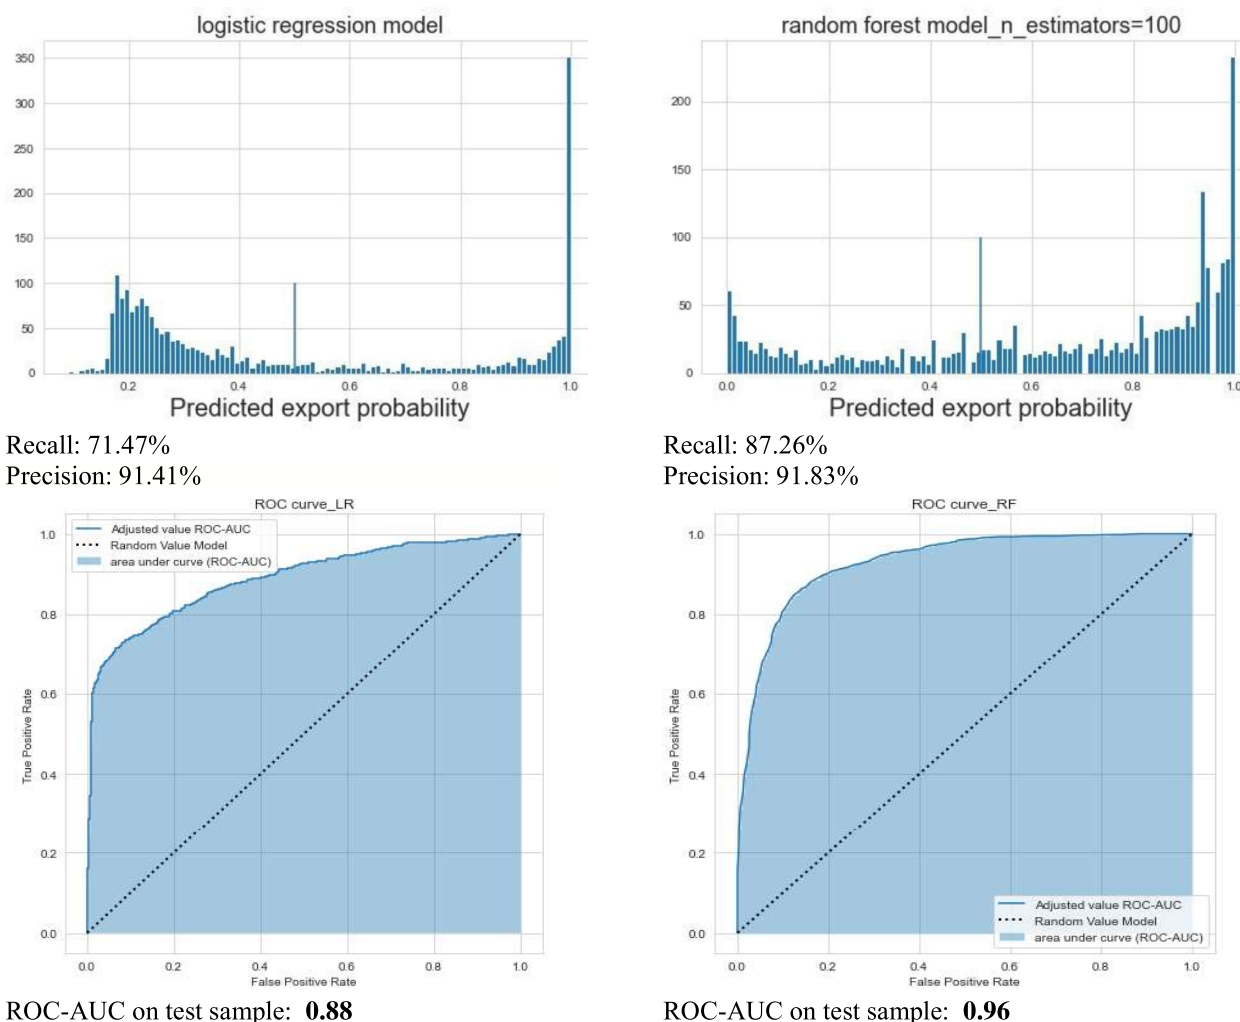 logistic regression model
350
300
250
200
150
100
50
0
0.2 0.4 0.6 0.8 1.0
Predicted export probability
Recall: 71.47%
Precision: 91.41%
random forest model_n_estimators=100
200
150
100
50
0
0.0 0.2 0.4 0.6 0.8 1.0
Predicted export probability
Recall: 87.26%
Precision: 91.83%
ROC curve_LR
Adjusted value ROC-AUC
Random Value Model
area under curve (ROC-AUC)
True Positive Rate
1.0
0.8
0.6
0.4
0.2
0.0
0.0 0.2 0.4 0.6 0.8 1.0
False Positive Rate
ROC-AUC on test sample: 0.88
ROC curve_RF
True Positive Rate
1.0
0.8
0.6
0.4
0.2
0.0
Adjusted value ROC-AUC
Random Value Model
area under curve (ROC-AUC)
0.0 0.2 0.4 0.6 0.8 1.0
False Positive Rate
ROC-AUC on test sample: 0.96